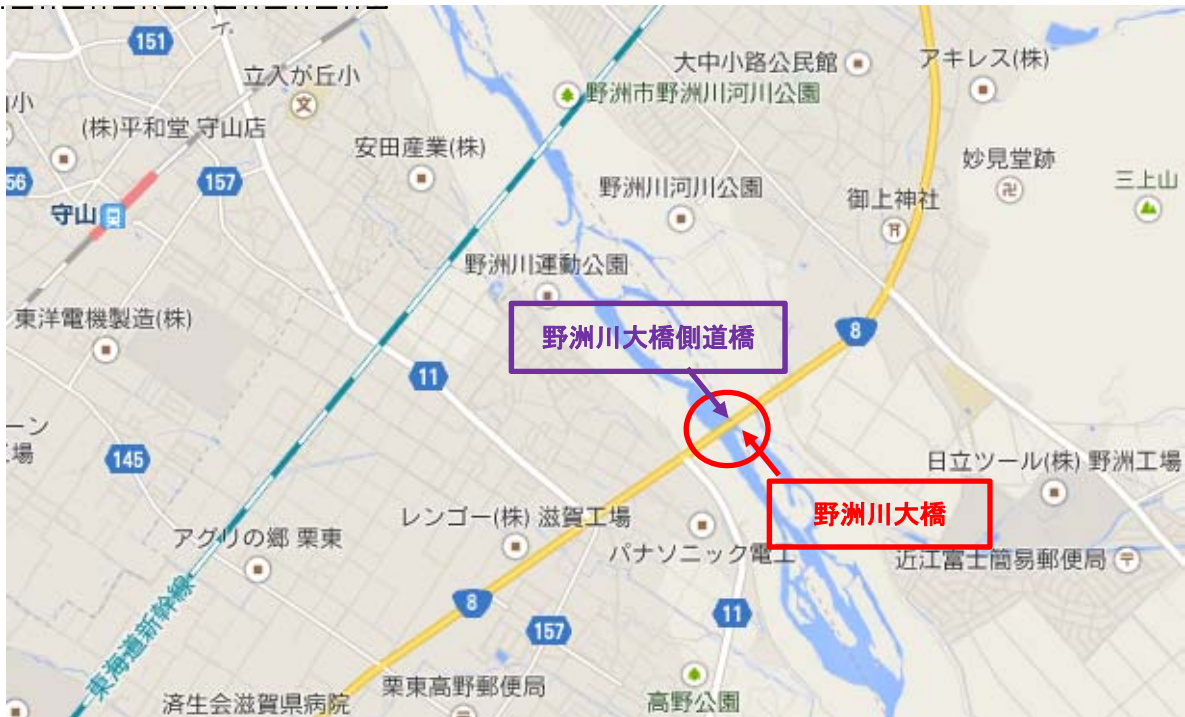 151
立入が丘小
大中小路公民館
アキレス(株)
野洲市野洲川河川公園
小
(株)平和堂 守山店
安田産業(株)
妙見堂跡
56
157
野洲川河川公園
三上山
守山
御上神社
野洲川運動公園
東洋電機製造(株)
野洲川大橋側道橋
8
11
ーン
場
145
日立ツール(株) 野洲工場
レンゴー(株) 滋賀工場
野洲川大橋
アグリの郷 栗東
パナソニック電工
近江富士簡易郵便局
8
157
11
東海道新幹線
栗東高野郵便局
済生会滋賀県病院
高野公園